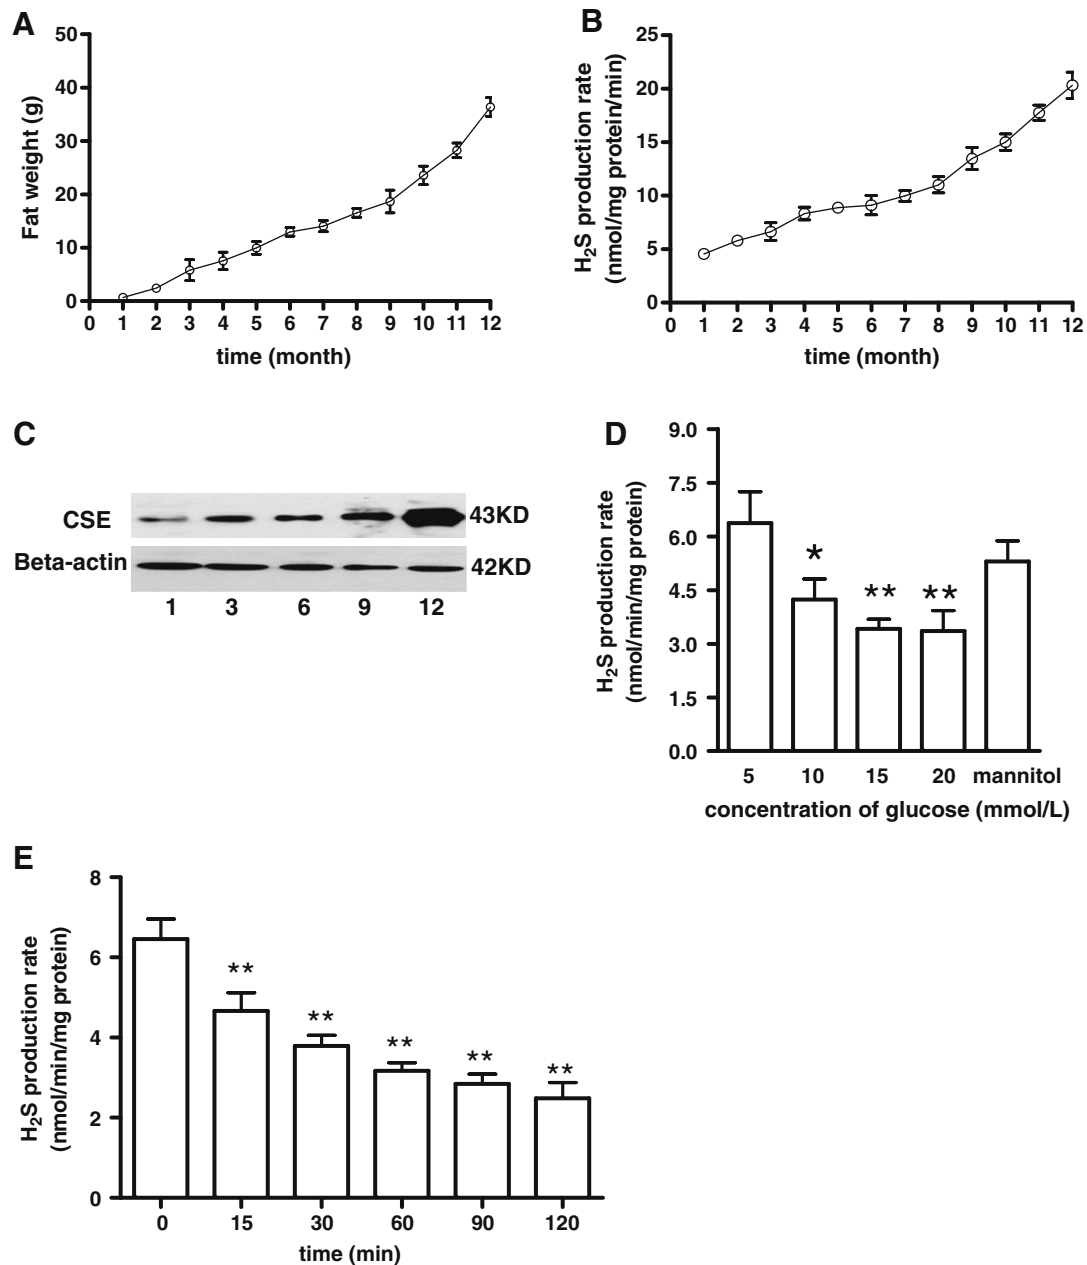 A
50
40
30
20
10
0
Fat weight (g)
0 1 2 3 4 5 6 7 8 9 10 11 12
time (month)
B
25
20
15
10
5
0
H₂S production rate
(nmol/mg protein/min)
0 1 2 3 4 5 6 7 8 9 10 11 12
time (month)
C
CSE
43KD
Beta-actin
42KD
1 3 6 9 12
D
9.0
7.5
6.0
4.5
3.0
1.5
0.0
H₂S production rate
(nmol/min/mg protein)
*
**
**
5 10 15 20 mannitol
concentration of glucose (mmol/L)
E
8
6
4
2
0
H₂S production rate
(nmol/min/mg protein)
**
**
**
**
**
0 15 30 60 90 120
time (min)